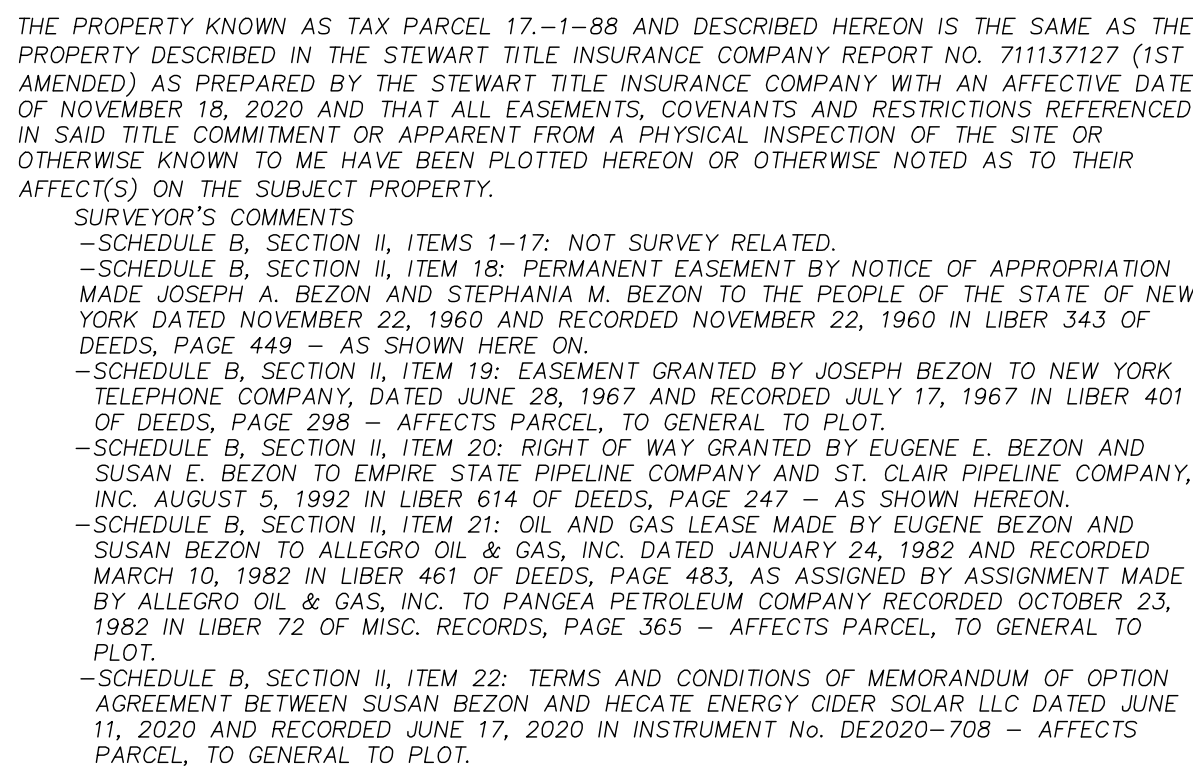 THE PROPERTY KNOWN AS TAX PARCEL 17.-1-88 AND DESCRIBED HEREON IS THE SAME AS THE
PROPERTY DESCRIBED IN THE STEWART TITLE INSURANCE COMPANY REPORT NO. 711137127 (1ST
AMENDED) AS PREPARED BY THE STEWART TITLE INSURANCE COMPANY WITH AN AFFECTIVE DATE
OF NOVEMBER 18, 2020 AND THAT ALL EASEMENTS, COVENANTS AND RESTRICTIONS REFERENCED
IN SAID TITLE COMMITMENT OR APPARENT FROM A PHYSICAL INSPECTION OF THE SITE OR
OTHERWISE KNOWN TO ME HAVE BEEN PLOTTED HEREON OR OTHERWISE NOTED AS TO THEIR
AFFECT(S) ON THE SUBJECT PROPERTY.
SURVEYOR'S COMMENTS
-SCHEDULE B, SECTION II, ITEMS 1-17: NOT SURVEY RELATED.
-SCHEDULE B, SECTION II, ITEM 18: PERMANENT EASEMENT BY NOTICE OF APPROPRIATION
MADE JOSEPH A. BEZON AND STEPHANIA M. BEZON TO THE PEOPLE OF THE STATE OF NEW
YORK DATED NOVEMBER 22, 1960 AND RECORDED NOVEMBER 22, 1960 IN LIBER 343 OF
DEEDS, PAGE 449 - AS SHOWN HERE ON.
-SCHEDULE B, SECTION II, ITEM 19: EASEMENT GRANTED BY JOSEPH BEZON TO NEW YORK
TELEPHONE COMPANY, DATED JUNE 28, 1967 AND RECORDED JULY 17, 1967 IN LIBER 401
OF DEEDS, PAGE 298 - AFFECTS PARCEL, TO GENERAL TO PLOT.
-SCHEDULE B, SECTION II, ITEM 20: RIGHT OF WAY GRANTED BY EUGENE E. BEZON AND
SUSAN E. BEZON TO EMPIRE STATE PIPELINE COMPANY AND ST. CLAIR PIPELINE COMPANY,
INC. AUGUST 5, 1992 IN LIBER 614 OF DEEDS, PAGE 247 - AS SHOWN HEREON.
-SCHEDULE B, SECTION II, ITEM 21: OIL AND GAS LEASE MADE BY EUGENE BEZON AND
SUSAN BEZON TO ALLEGRO OIL & GAS, INC. DATED JANUARY 24, 1982 AND RECORDED
MARCH 10, 1982 IN LIBER 461 OF DEEDS, PAGE 483, AS ASSIGNED BY ASSIGNMENT MADE
BY ALLEGRO OIL & GAS, INC. TO PANGEA PETROLEUM COMPANY RECORDED OCTOBER 23,
1982 IN LIBER 72 OF MISC. RECORDS, PAGE 365 - AFFECTS PARCEL, TO GENERAL TO
PLOT.
-SCHEDULE B, SECTION II, ITEM 22: TERMS AND CONDITIONS OF MEMORANDUM OF OPTION
AGREEMENT BETWEEN SUSAN BEZON AND HECATE ENERGY CIDER SOLAR LLC DATED JUNE
11, 2020 AND RECORDED JUNE 17, 2020 IN INSTRUMENT No. DE2020-708 - AFFECTS
PARCEL, TO GENERAL TO PLOT.